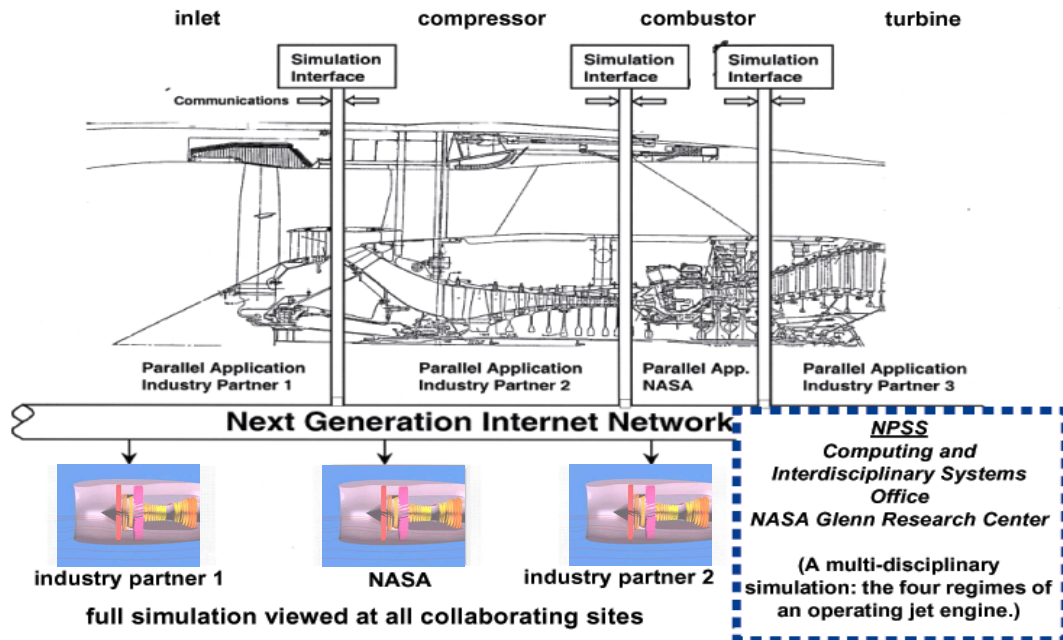 inlet
compressor
combustor
turbine
Simulation
Interface
Simulation
Interface
Simulation
Interface
Communications
Parallel Application
Industry Partner 1
Parallel Application
Industry Partner 2
Parallel App.
NASA
Parallel Application
Industry Partner 3
Next Generation Internet Network
NPSS
Computing and
Interdisciplinary Systems
Office
NASA Glenn Research Center
(A multi-disciplinary
simulation: the four regimes of
an operating jet engine.)
industry partner 1
NASA
industry partner 2
full simulation viewed at all collaborating sites